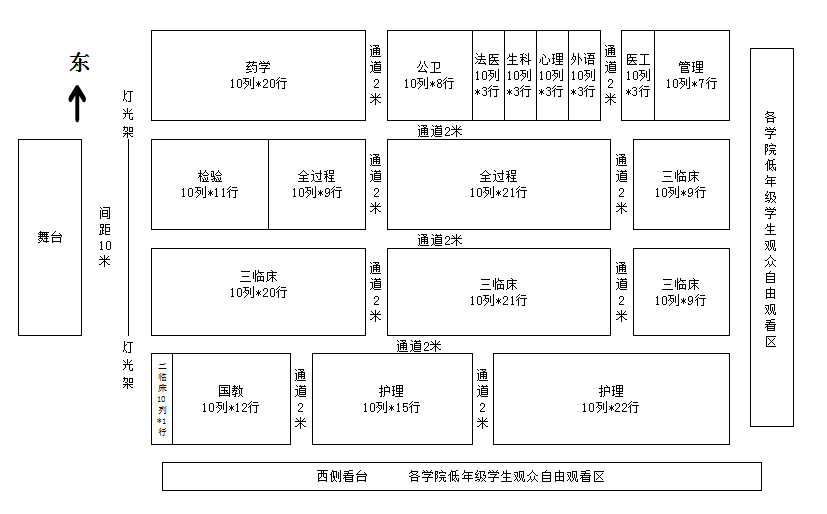 东
灯光架
舞台
间距10米
灯光架
药学
10列*20行
通道2米
公卫
10列*8行
法医
10列
*3行
生科
10列
*3行
心理
10列
*3行
外语
10列
*3行
通道2米
医工
10列
*3行
管理
10列*7行
通道2米
检验
10列*11行
全过程
10列*9行
通道2米
全过程
10列*21行
通道2米
三临床
10列*9行
通道2米
三临床
10列*20行
通道2米
三临床
10列*21行
通道2米
三临床
10列*9行
通道2米
二临床10列*1行
国教
10列*12行
通道2米
护理
10列*15行
通道2米
护理
10列*22行
各学院低年级学生观众自由观看区
西侧看台 各学院低年级学生观众自由观看区